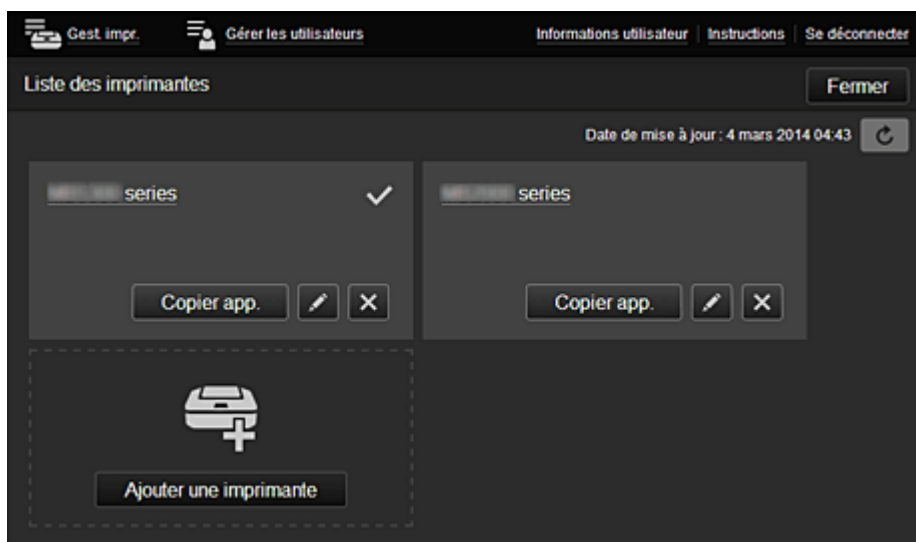 Gest. impr. Gérer les utilisateurs Informations utilisateur Instructions Se déconnecter
Liste des imprimantes Fermer
Date de mise à jour : 4 mars 2014 04:43
series series
Copier app. Copier app.
Ajouter une imprimante